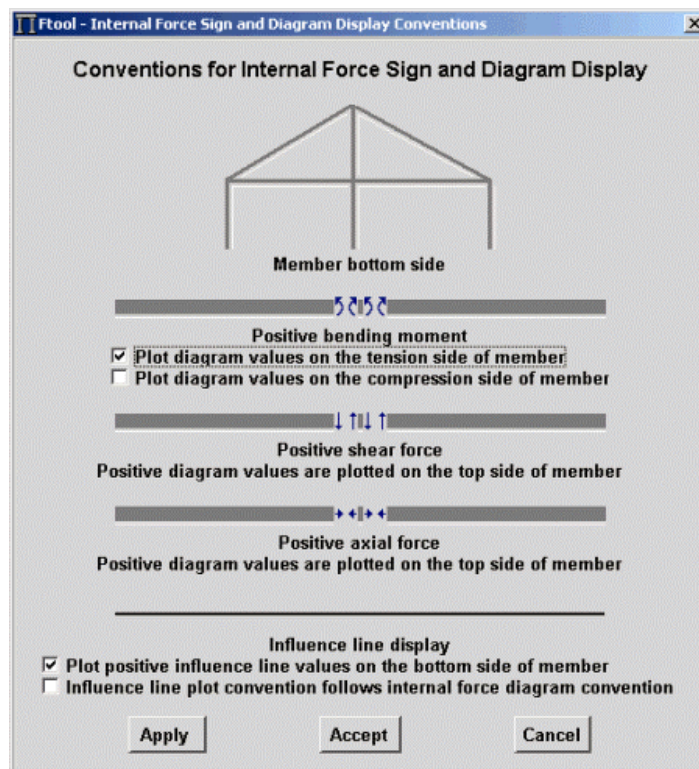 Ftool - Internal Force Sign and Diagram Display Conventions
Conventions for Internal Force Sign and Diagram Display
Member bottom side
Positive bending moment
Plot diagram values on the tension side of member
Plot diagram values on the compression side of member
Positive shear force
Positive diagram values are plotted on the top side of member
Positive axial force
Positive diagram values are plotted on the top side of member
Influence line display
Plot positive influence line values on the bottom side of member
Influence line plot convention follows internal force diagram convention
Apply
Accept
Cancel